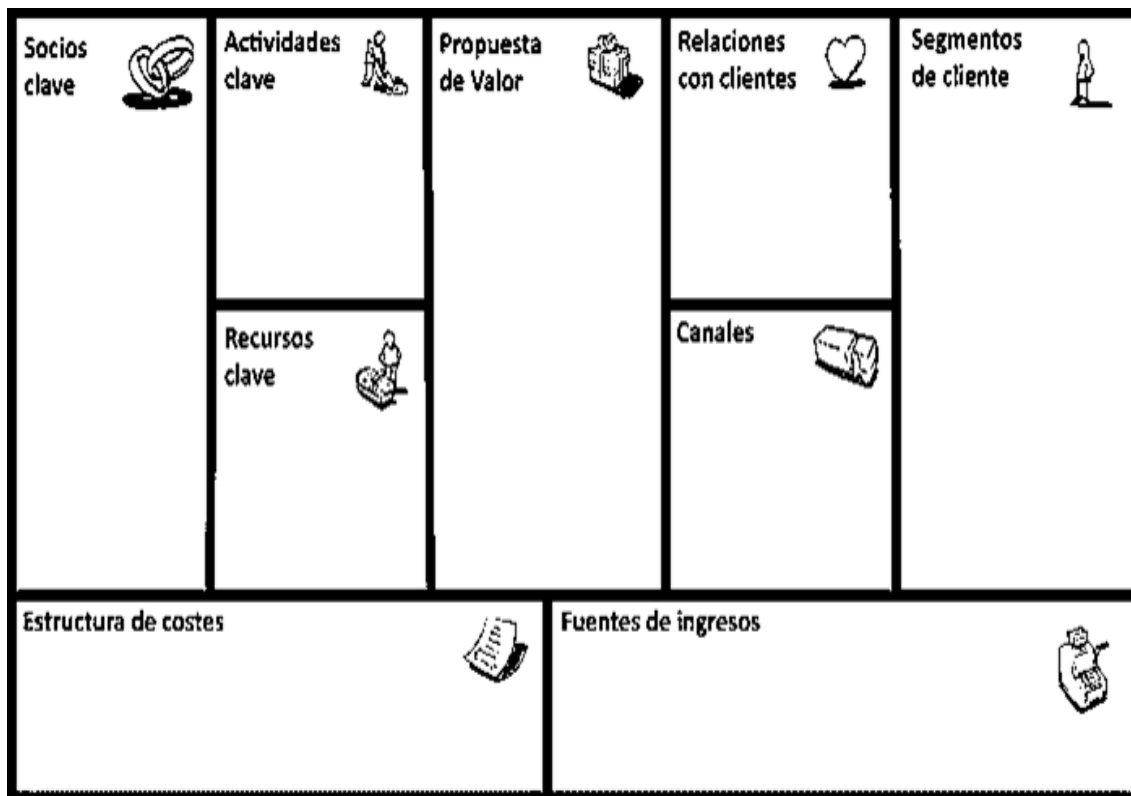 Socios
clave
Actividades
clave
Propuesta
de Valor
Relaciones
con clientes
Segmentos
de cliente
Recursos
clave
Canales
Estructura de costes
Fuentes de ingresos